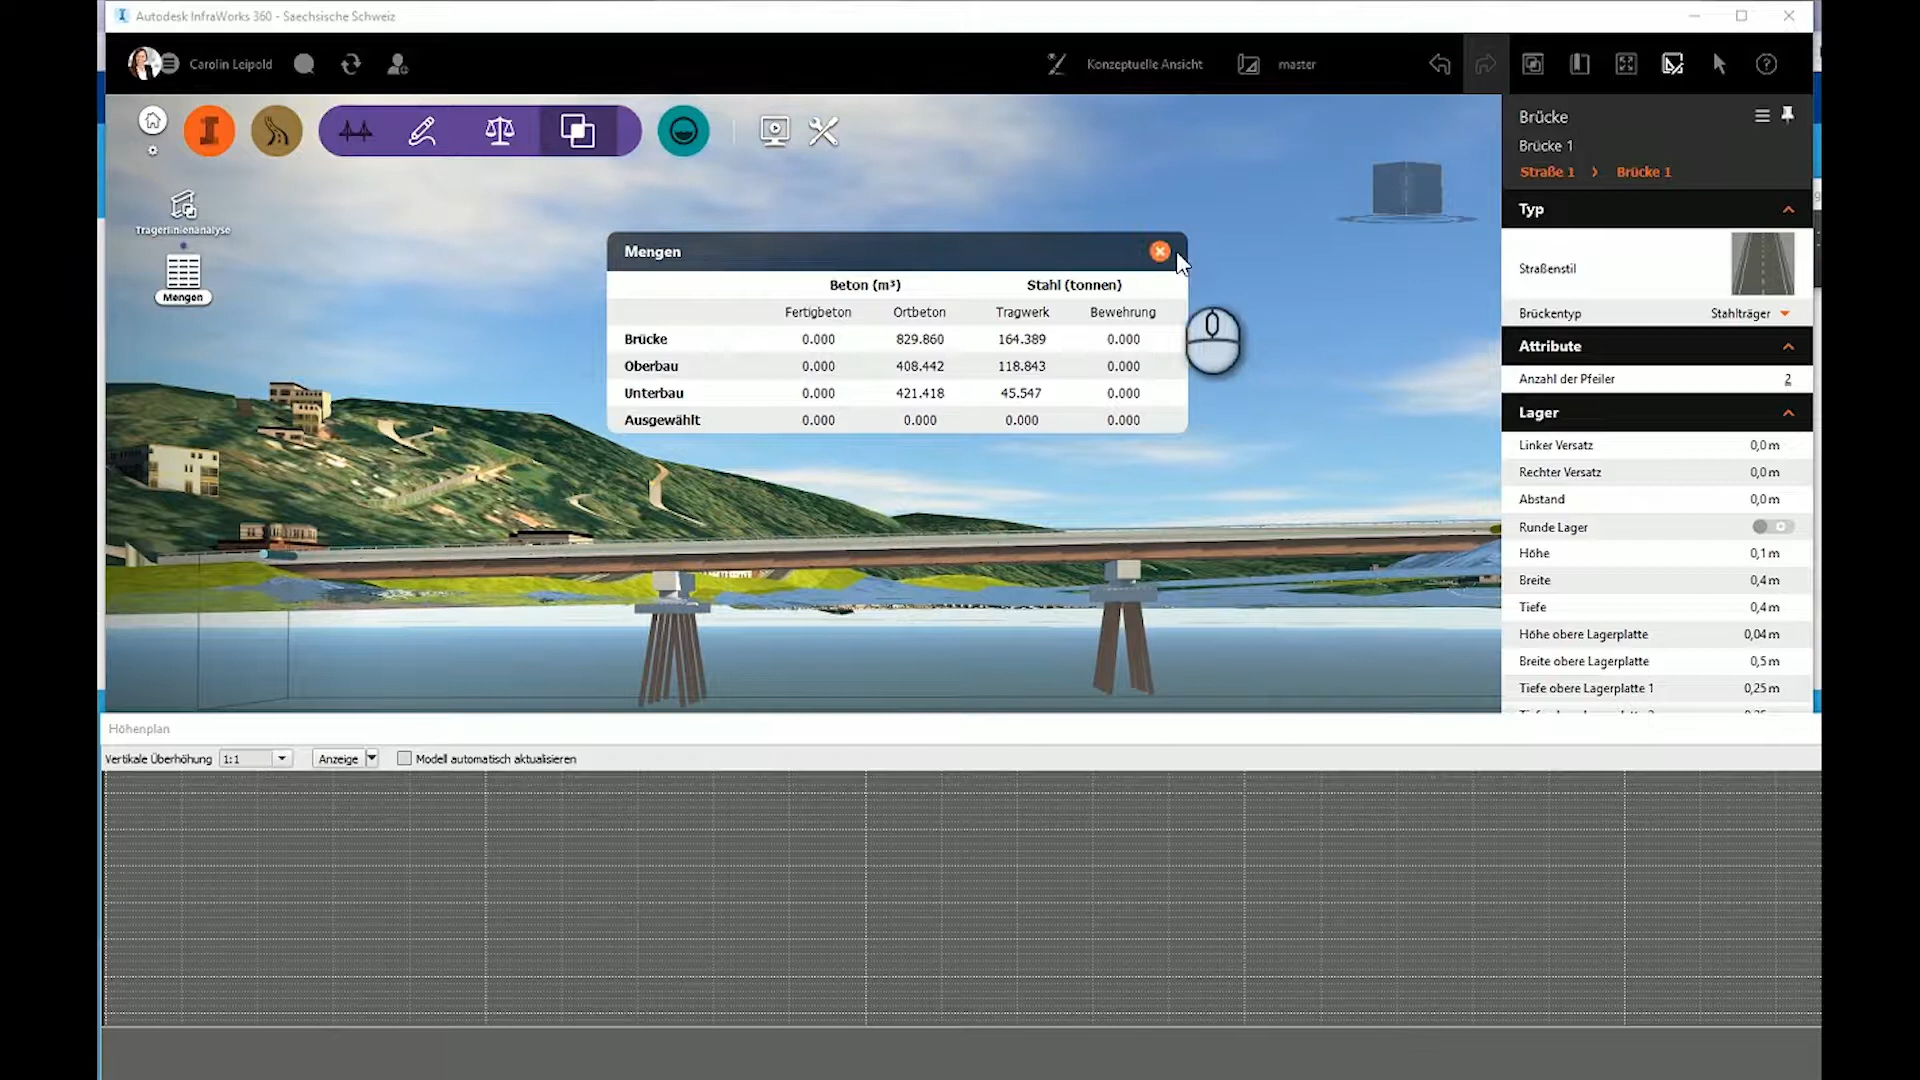 Autodesk InfraWorks 360 - Saechsische Schweiz
Carolin Leipold
Konzeptuelle Ansicht
master
Trägerlinienanalyse
Mengen
Mengen
Beton (m³) Stahl (tonnen)
Fertigbeton Ortbeton Tragwerk Bewehrung
Brücke 0.000 829.860 164.389 0.000
Oberbau 0.000 408.442 118.843 0.000
Unterbau 0.000 421.418 45.547 0.000
Ausgewählt 0.000 0.000 0.000 0.000
Brücke
Brücke 1
Straße 1 > Brücke 1
Typ
Straßenstil
Brückentyp Stahlträger
Attribute
Anzahl der Pfeiler 2
Lager
Linker Versatz 0,0 m
Rechter Versatz 0,0 m
Abstand 0,0 m
Runde Lager
Höhe 0,1 m
Breite 0,4 m
Tiefe 0,4 m
Höhe obere Lagerplatte 0,04 m
Breite obere Lagerplatte 0,5 m
Tiefe obere Lagerplatte 1 0,25 m
Höhenplan
Vertikale Überhöhung 1:1 Anzeige Modell automatisch aktualisieren